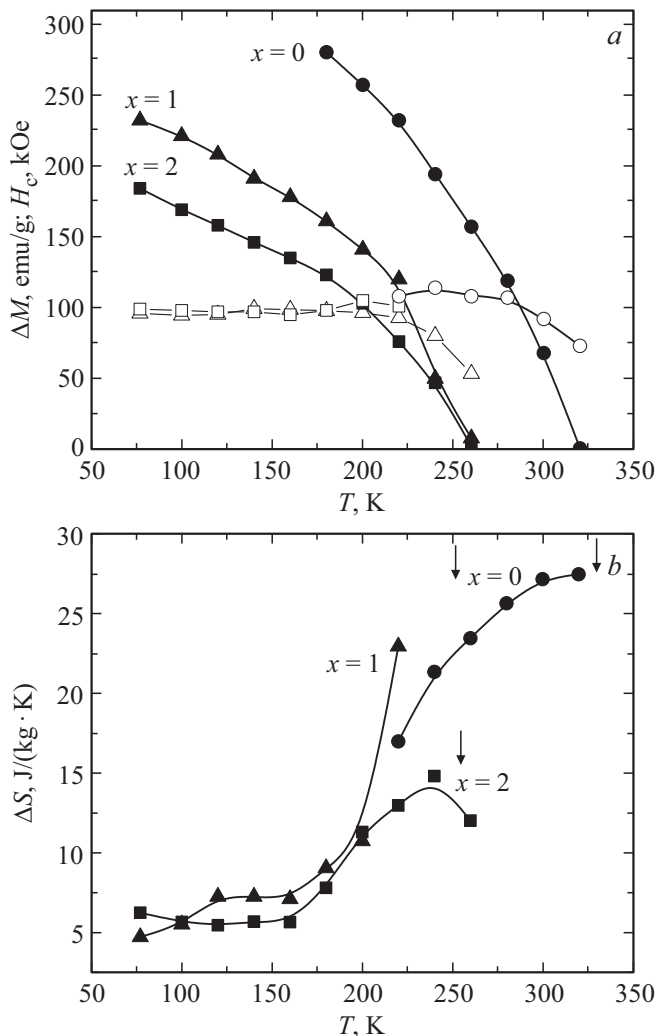 300
a
x = 0
250
x = 1
200
x = 2
150
100
50
0
ΔM, emu/g; H_c, kOe
50 100 150 200 250 300 350
T, K
30
b
x = 0
25
x = 1
20
15
x = 2
10
5
ΔS, J/(kg · K)
50 100 150 200 250 300 350
T, K